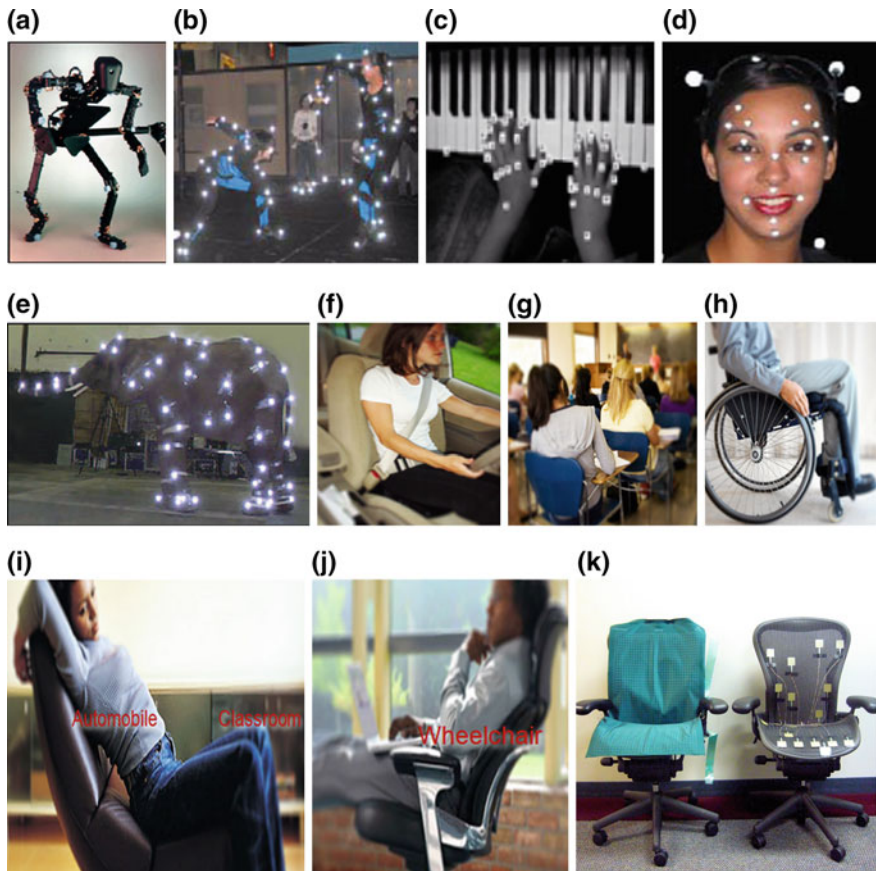 (a) (b) (c) (d)
(e) (f) (g) (h)
(i) (j) (k)
Automobile Classroom
Wheelchair